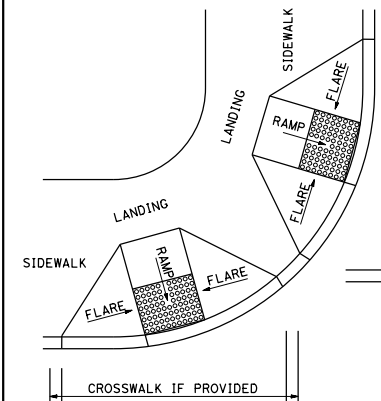 SIDEWALK
FLARE
LANDING
RAMP
FLARE
LANDING
SIDEWALK
RAMP
FLARE
FLARE
CROSSWALK IF PROVIDED